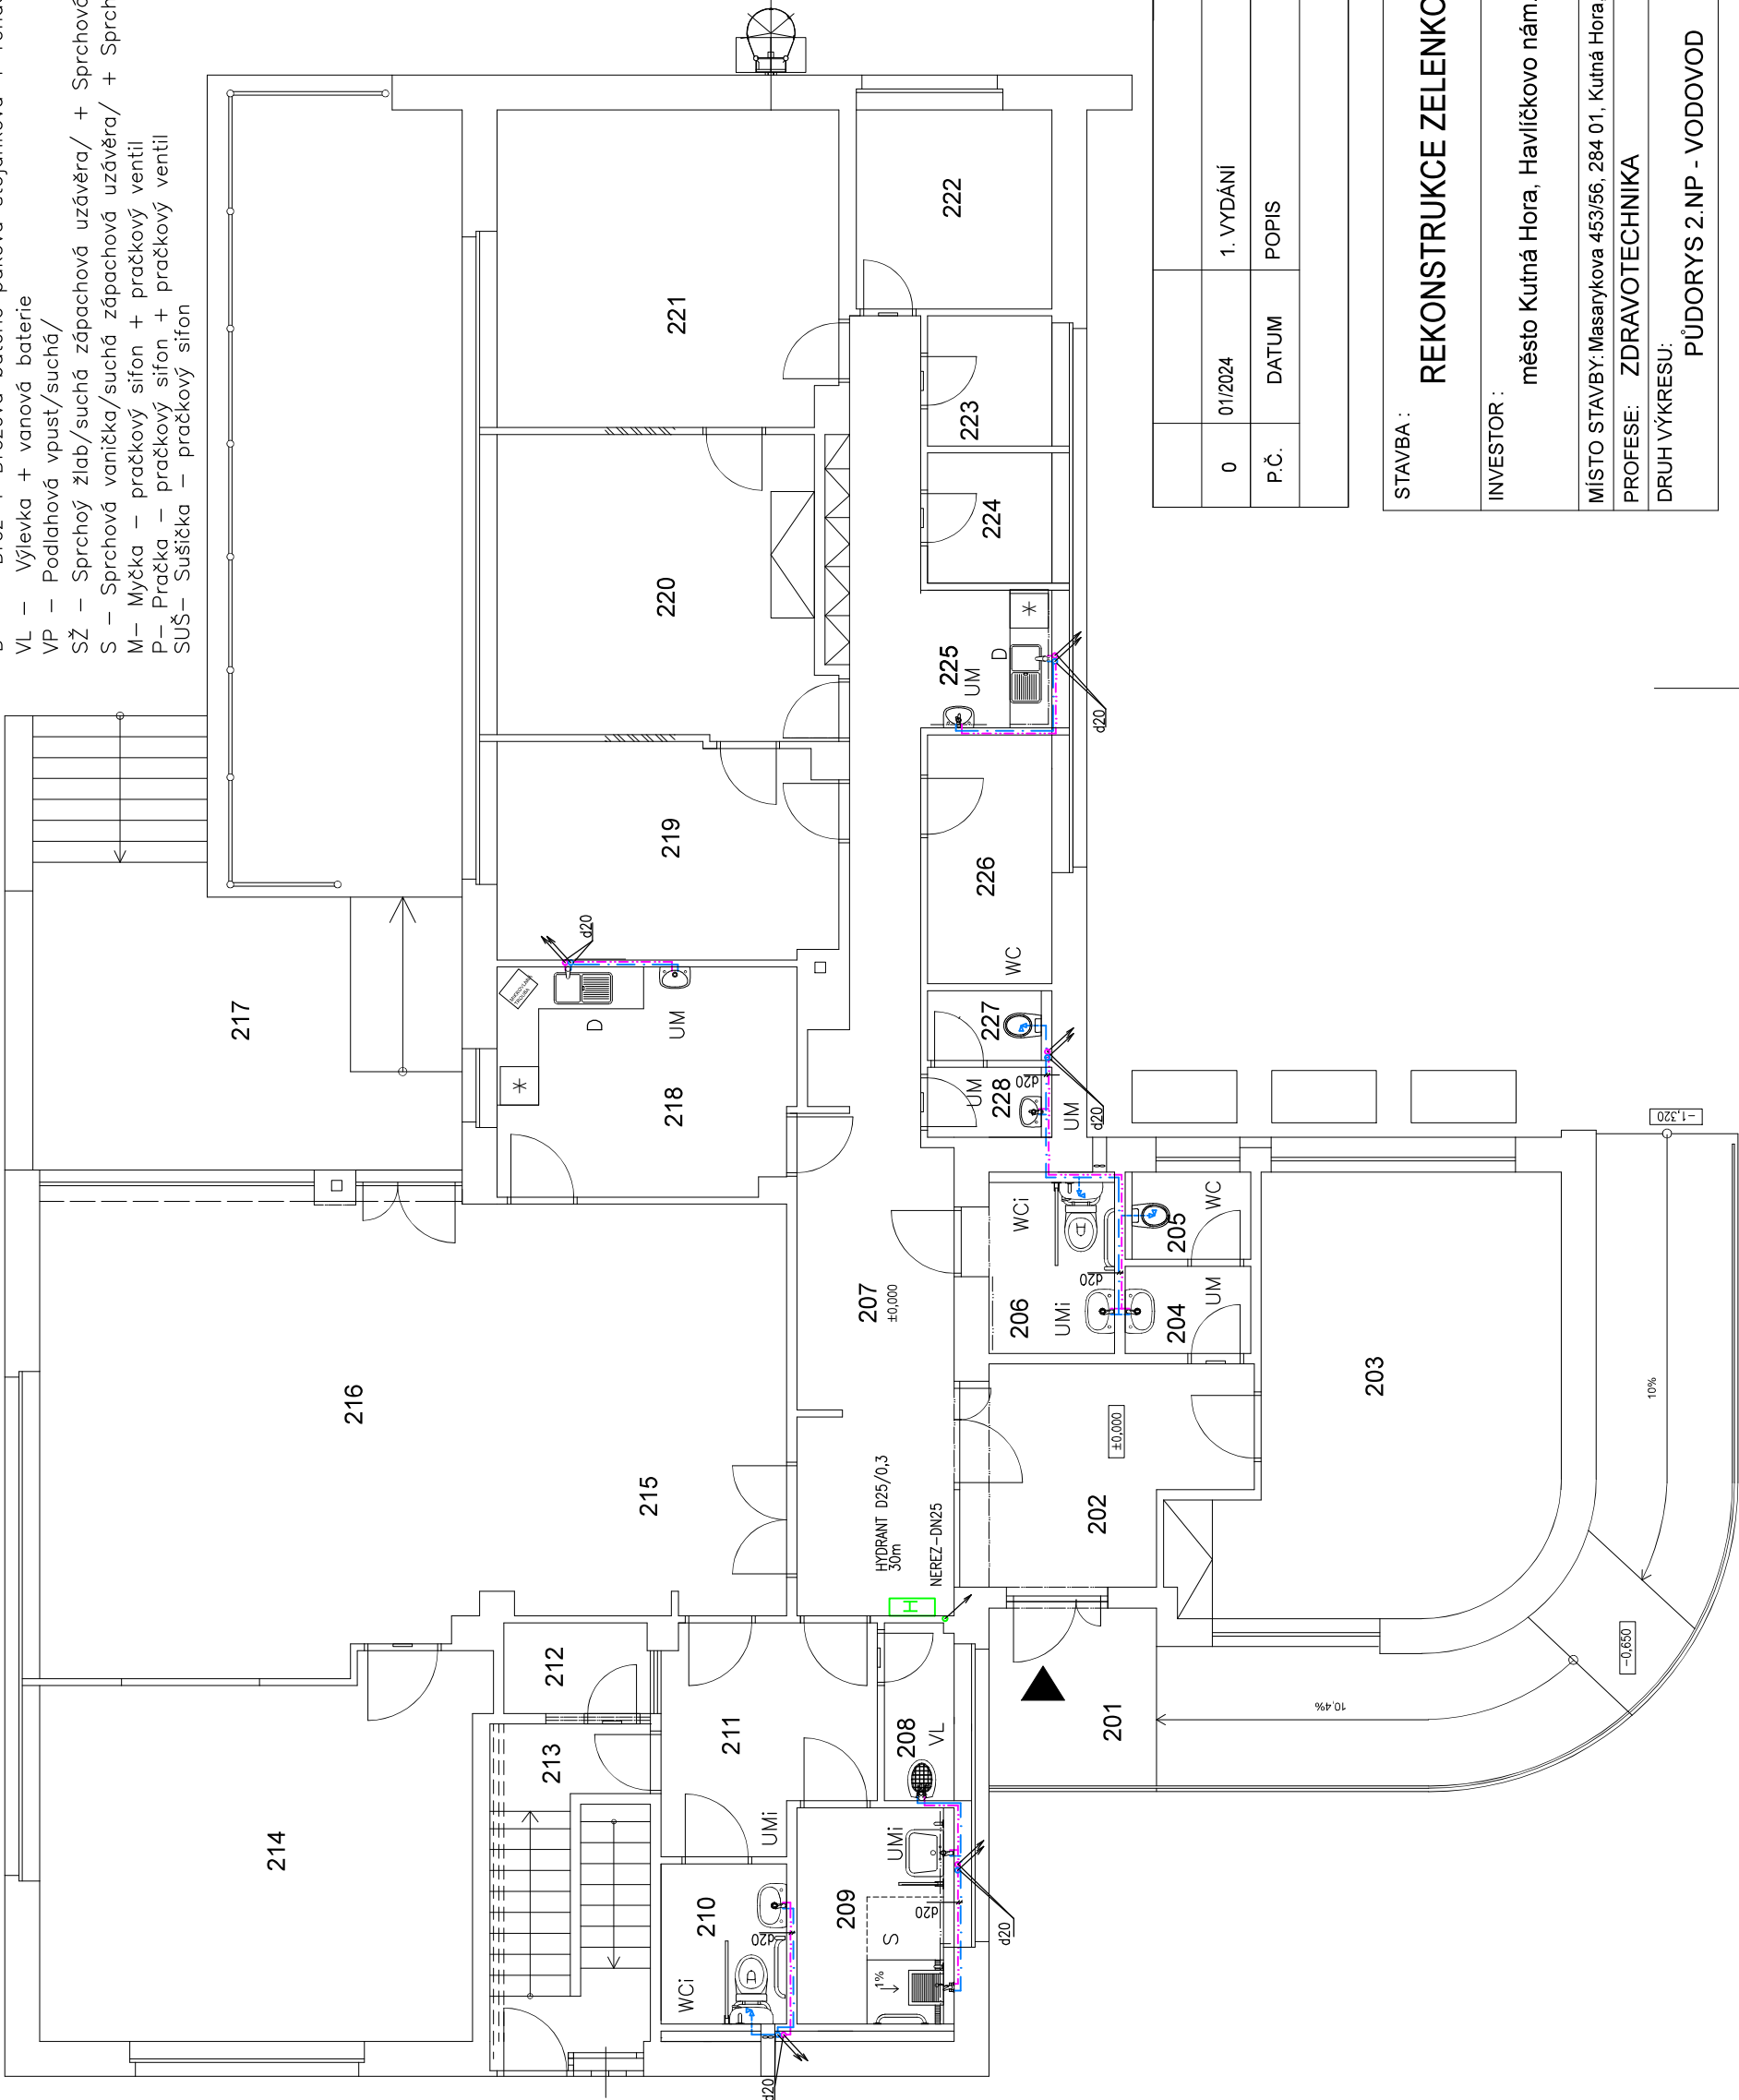 VL – Výlevka + vanová baterie
VP – Podlahová vpust/suchá/
SŽ – Sprchoý žlab/suchá zápachová uzávěra/ + Sprchová
S – Sprchová vanička/suchá zápachová uzávěra/ + Sprch
M– Myčka – pračkový sifon + pračkový ventil
P– Pračka – pračkový sifon + pračkový ventil
SUŠ– Sušička – pračkový sifon
217
221
222
220
223
224
225
UM
D
d20
219
226
WC
d20
D
UM
218
227
228
UM
d20
UM
d20
216
215
207
±0,000
206
WCi
UMi
d20
205
WC
204
UM
203
202
±0,000
HYDRANT D25/0,3
30m
NEREZ–DN25
H
212
213
211
214
208
VL
201
210
WCi
UMi
d20
d20
209
UMi
S
1%
d20
d20
10,4%
10%
-0,650
-1,320
0 01/2024 1. VYDÁNÍ
P.Č. DATUM POPIS
STAVBA :
REKONSTRUKCE ZELENKO
INVESTOR :
město Kutná Hora, Havlíčkovo nám.
MÍSTO STAVBY: Masarykova 453/56, 284 01, Kutná Hora,
PROFESE: ZDRAVOTECHNIKA
DRUH VÝKRESU:
PŮDORYS 2.NP - VODOVOD